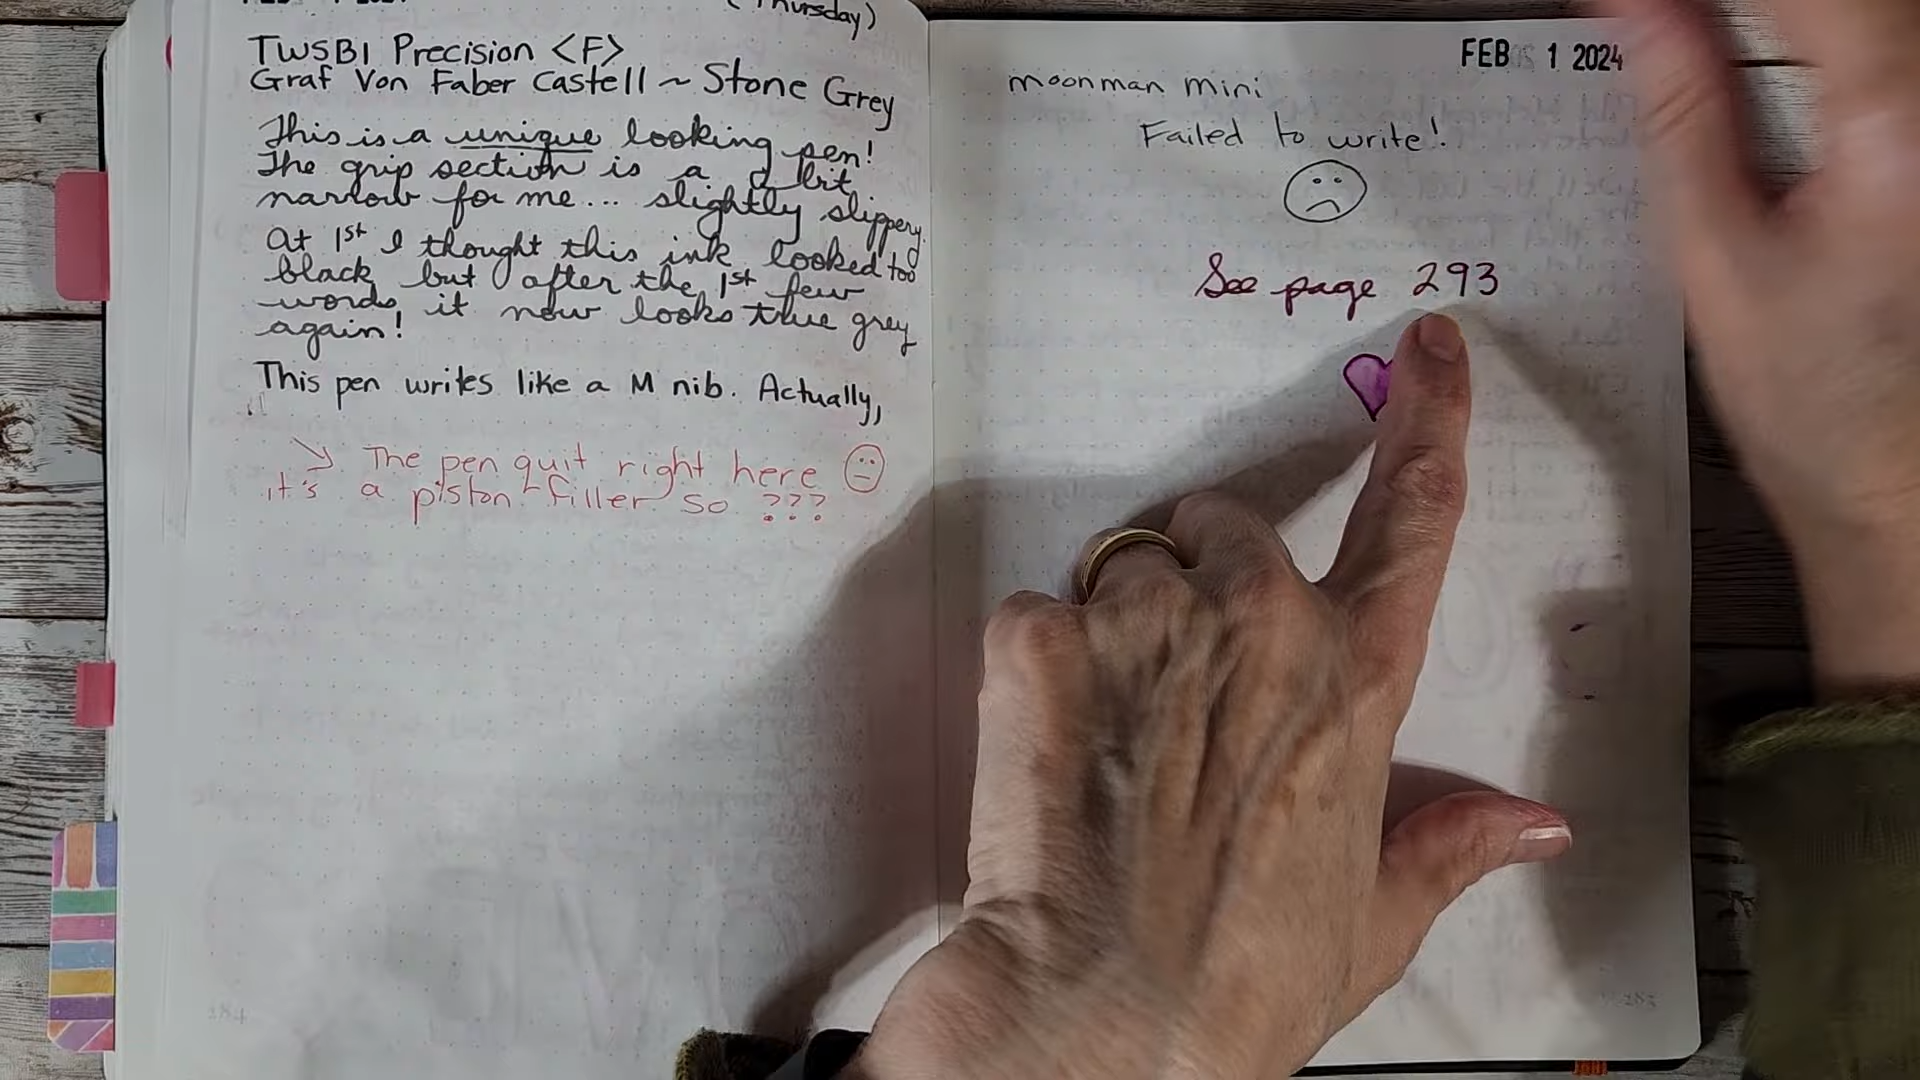 (Thursday)
TWSBI Precision <F>
Graf Von Faber Castell ~ Stone Grey
This is a unique looking pen!
The grip section is a bit
narrow for me... slightly slippery.
At 1st I thought this ink looked too
black but after the 1st few
words it now looks true grey
again!
This pen writes like a M nib. Actually,
↘ The pen quit right here
it's a piston-filler so ???
184
FEB 1 2024
moonman mini
Failed to write!
See page 293